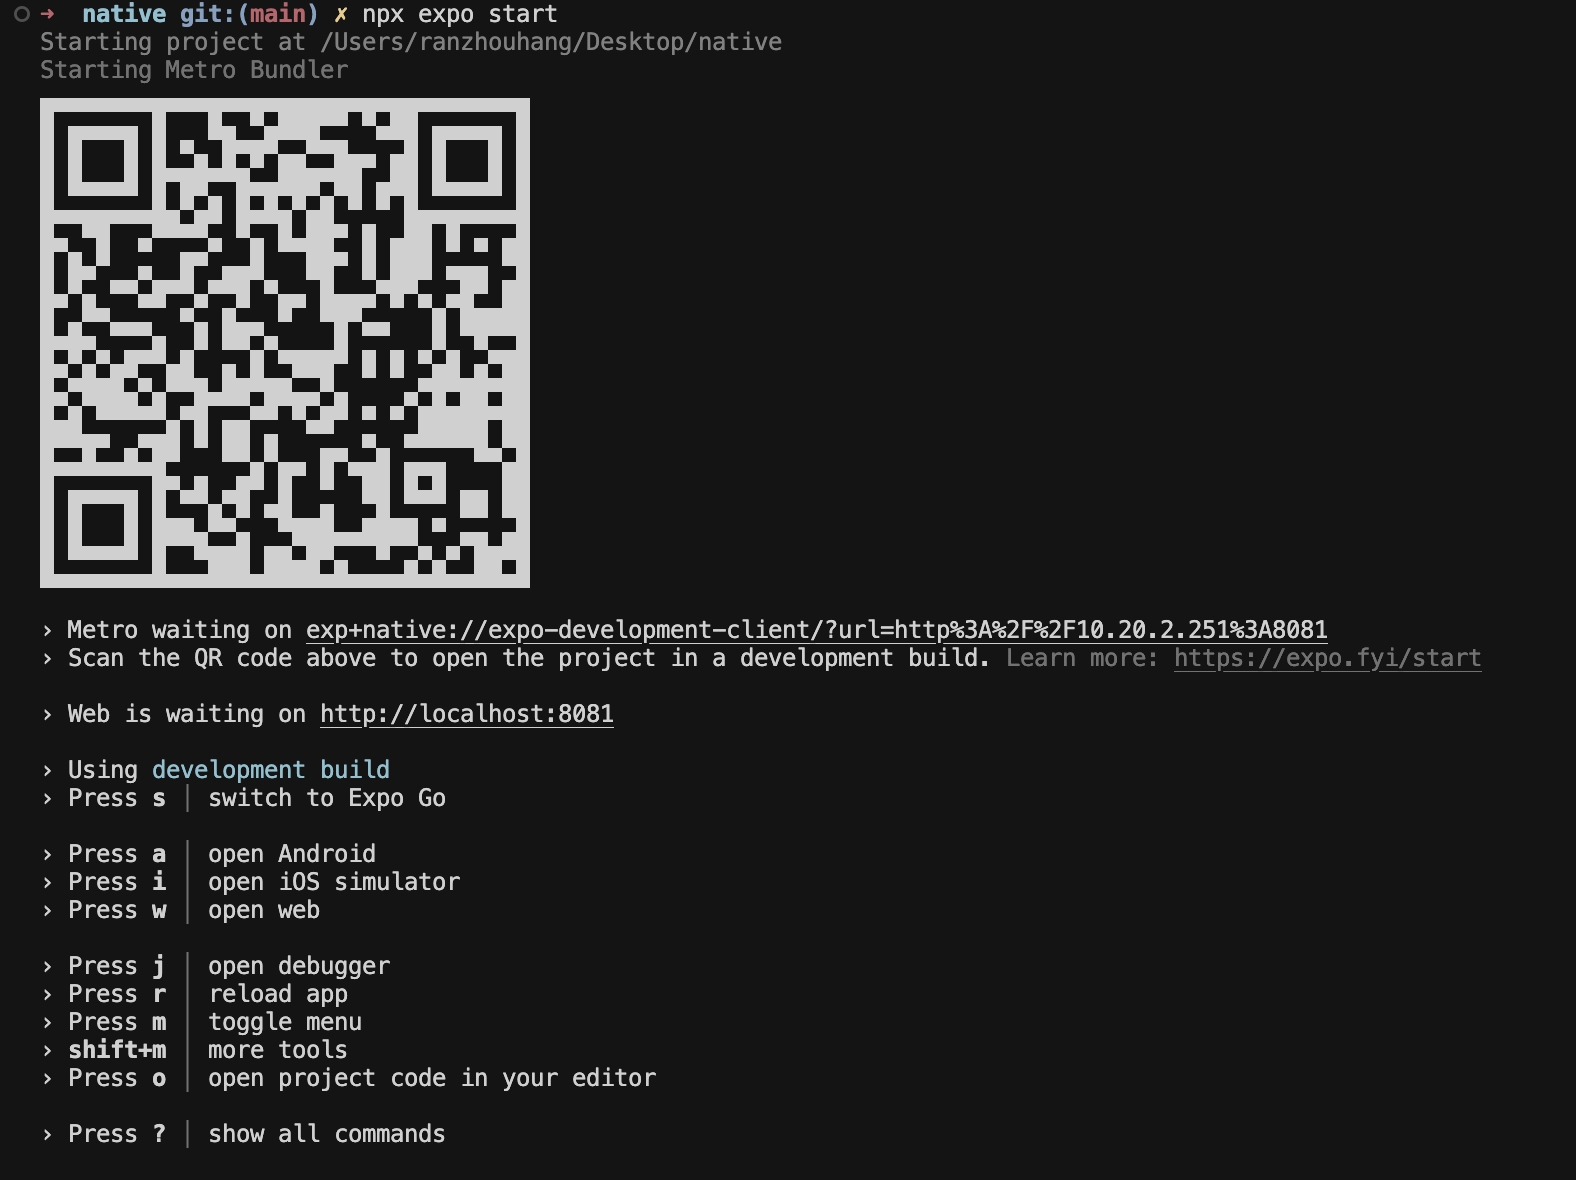 ➜  native git:(main) ✗ npx expo start
Starting project at /Users/ranzhouhang/Desktop/native
Starting Metro Bundler
› Metro waiting on exp+native://expo-development-client/?url=http%3A%2F%2F10.20.2.251%3A8081
› Scan the QR code above to open the project in a development build. Learn more: https://expo.fyi/start
› Web is waiting on http://localhost:8081
› Using development build
› Press s │ switch to Expo Go
› Press a │ open Android
› Press i │ open iOS simulator
› Press w │ open web
› Press j │ open debugger
› Press r │ reload app
› Press m │ toggle menu
› shift+m │ more tools
› Press o │ open project code in your editor
› Press ? │ show all commands